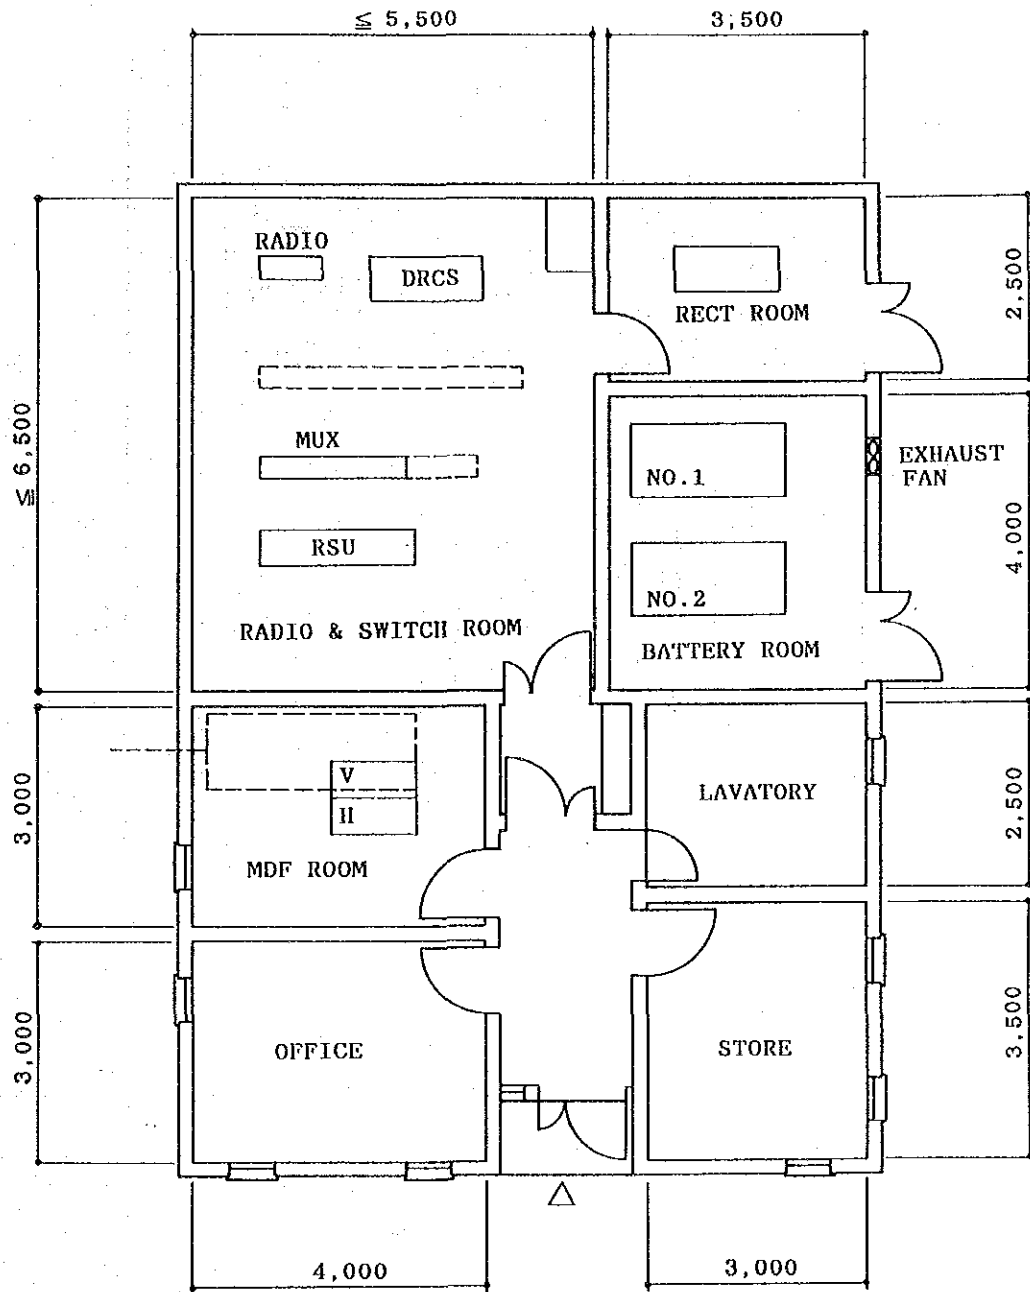 ≦ 5,500
3,500
RADIO
DRCS
RECT ROOM
2,500
≦ 6,500
MUX
NO.1
EXHAUST
FAN
RSU
NO.2
4,000
RADIO & SWITCH ROOM
BATTERY ROOM
V
H
LAVATORY
3,000
2,500
MDF ROOM
OFFICE
STORE
3,000
3,500
4,000
3,000